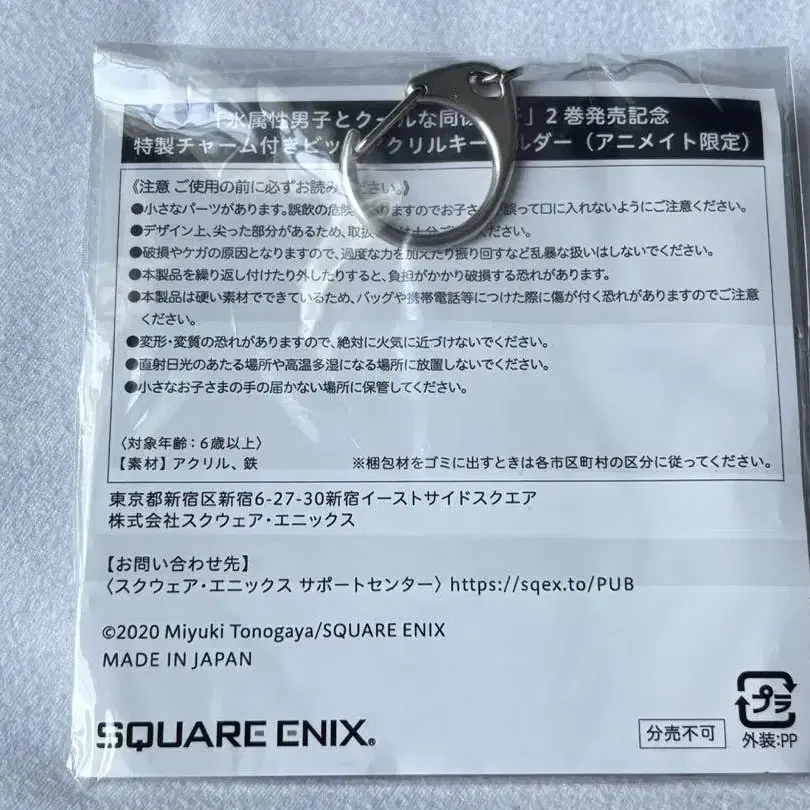 「氷属性男子とクールな同僚女子」2巻発売記念
特製チャーム付きビッグアクリルキーホルダー（アニメイト限定）
《注意 ご使用の前に必ずお読みください。》
●小さなパーツがあります。誤飲の危険がありますのでお子さまが誤って口に入れないようにご注意ください。
●デザイン上、尖った部分があるため、取扱には十分ご注意ください。
●破損やケガの原因となりますので、過度な力を加えたり振り回すなど乱暴な扱いはしないでください。
●本製品を繰り返し付けたり外したりすると、負担がかかり破損する恐れがあります。
●本製品は硬い素材でできているため、バッグや携帯電話等につけた際に傷が付く恐れがありますのでご注意
ください。
●変形・変質の恐れがありますので、絶対に火気に近づけないでください。
●直射日光のあたる場所や高温多湿になる場所に放置しないでください。
●小さなお子さまの手の届かない場所に保管してください。
〈対象年齢：6歳以上〉
【素材】アクリル、鉄 ※梱包材をゴミに出すときは各市区町村の区分に従ってください。
東京都新宿区新宿6-27-30新宿イーストサイドスクエア
株式会社スクウェア・エニックス
【お問い合わせ先】
〈スクウェア・エニックス サポートセンター〉https://sqex.to/PUB
©2020 Miyuki Tonogaya/SQUARE ENIX
MADE IN JAPAN
SQUARE ENIX®
分売不可
プラ
外装:PP